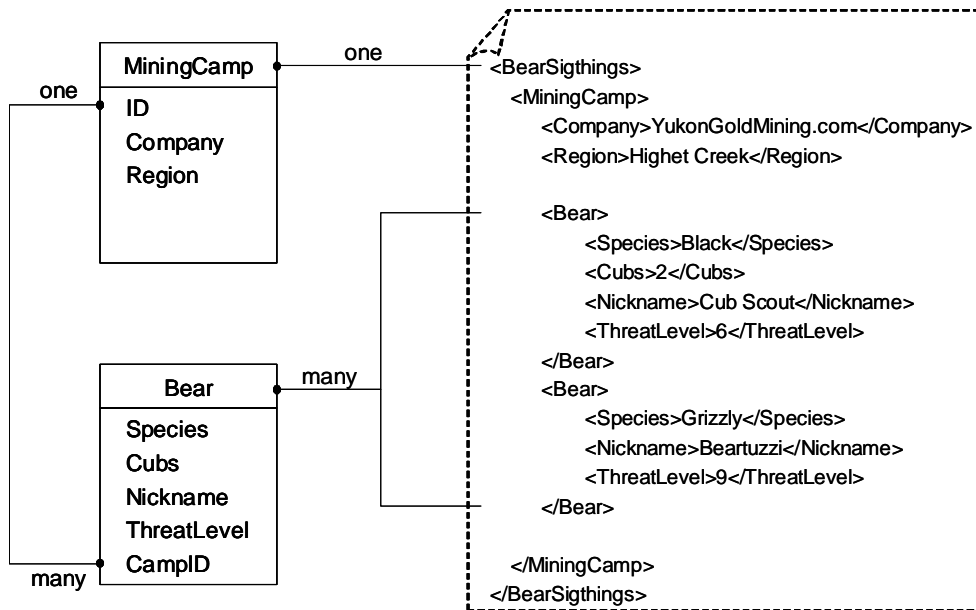 MiningCamp
one
one
ID
Company
Region
Bear
many
Species
Cubs
Nickname
ThreatLevel
CampID
many
<BearSigthings>
<MiningCamp>
<Company>YukonGoldMining.com</Company>
<Region>Highet Creek</Region>
<Bear>
<Species>Black</Species>
<Cubs>2</Cubs>
<Nickname>Cub Scout</Nickname>
<ThreatLevel>6</ThreatLevel>
</Bear>
<Bear>
<Species>Grizzly</Species>
<Nickname>Beartuzzi</Nickname>
<ThreatLevel>9</ThreatLevel>
</Bear>
</MiningCamp>
</BearSigthings>